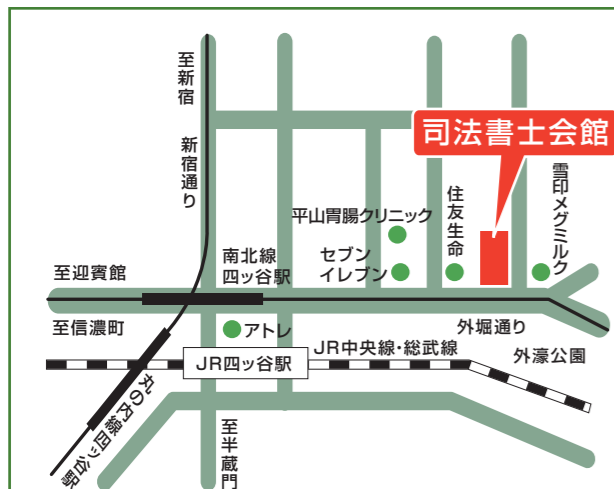 至新宿
新宿通り
司法書士会館
雪印メグミルク
住友生命
平山胃腸クリニック
セブン
イレブン
南北線
四ッ谷駅
至迎賓館
至信濃町
アトレ
外堀通り
JR中央線・総武線
外濠公園
JR四ッ谷駅
丸の内線四ッ谷駅
至半蔵門